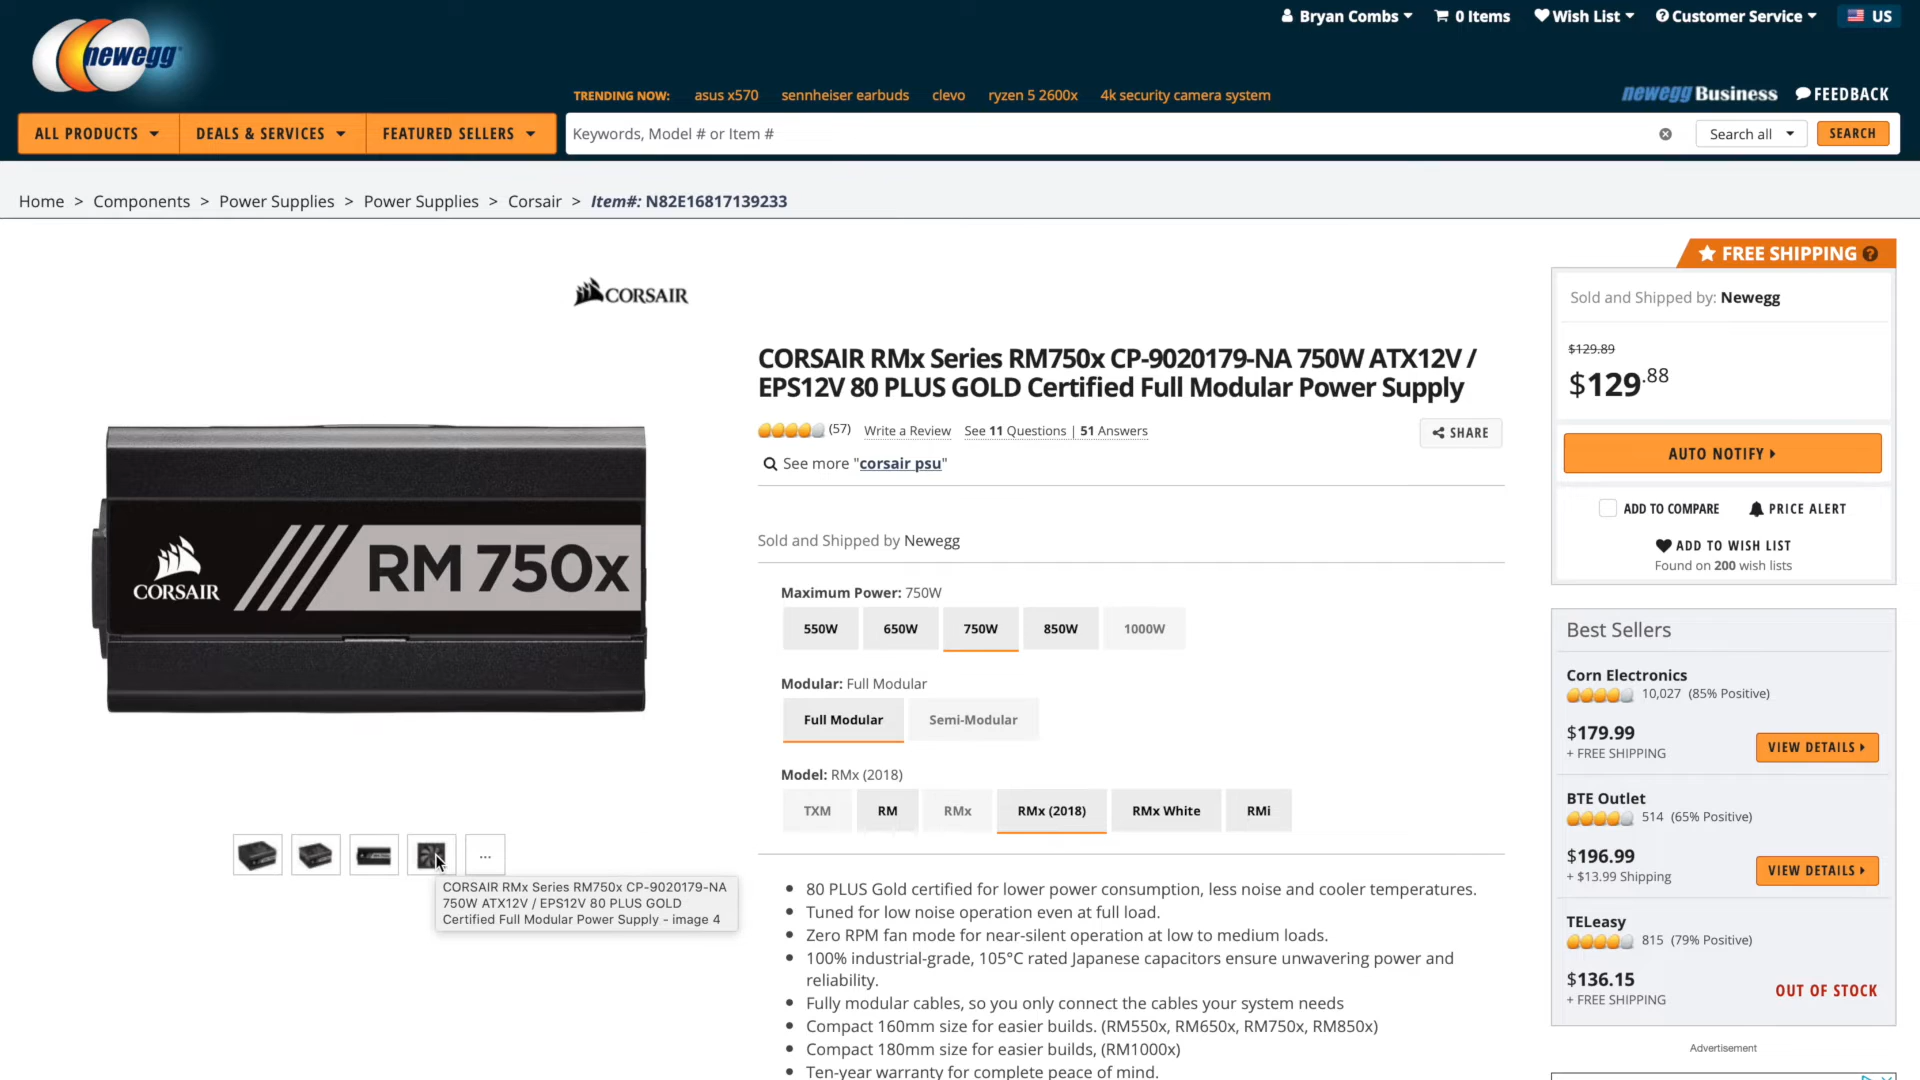 Bryan Combs
0 Items
Wish List
Customer Service
US
newegg
TRENDING NOW: asus x570 sennheiser earbuds clevo ryzen 5 2600x 4k security camera system
newegg Business
FEEDBACK
ALL PRODUCTS
DEALS & SERVICES
FEATURED SELLERS
Keywords, Model # or Item #
Search all
SEARCH
Home > Components > Power Supplies > Power Supplies > Corsair > Item#: N82E16817139233
FREE SHIPPING ?
CORSAIR
Sold and Shipped by: Newegg
$129.89
$129.88
AUTO NOTIFY
ADD TO COMPARE
PRICE ALERT
ADD TO WISH LIST
Found on 200 wish lists
CORSAIR RMx Series RM750x CP-9020179-NA 750W ATX12V /
EPS12V 80 PLUS GOLD Certified Full Modular Power Supply
(57) Write a Review See 11 Questions | 51 Answers
SHARE
See more "corsair psu"
Sold and Shipped by Newegg
CORSAIR
RM 750x
Maximum Power: 750W
550W 650W 750W 850W 1000W
Modular: Full Modular
Full Modular Semi-Modular
Model: RMx (2018)
TXM RM RMx RMx (2018) RMx White RMi
...
CORSAIR RMx Series RM750x CP-9020179-NA
750W ATX12V / EPS12V 80 PLUS GOLD
Certified Full Modular Power Supply - image 4
80 PLUS Gold certified for lower power consumption, less noise and cooler temperatures.
Tuned for low noise operation even at full load.
Zero RPM fan mode for near-silent operation at low to medium loads.
100% industrial-grade, 105°C rated Japanese capacitors ensure unwavering power and
reliability.
Fully modular cables, so you only connect the cables your system needs
Compact 160mm size for easier builds. (RM550x, RM650x, RM750x, RM850x)
Compact 180mm size for easier builds, (RM1000x)
Ten-year warranty for complete peace of mind.
Best Sellers
Corn Electronics
10,027 (85% Positive)
$179.99
+ FREE SHIPPING
VIEW DETAILS
BTE Outlet
514 (65% Positive)
$196.99
+ $13.99 Shipping
VIEW DETAILS
TELeasy
815 (79% Positive)
$136.15
+ FREE SHIPPING
OUT OF STOCK
Advertisement